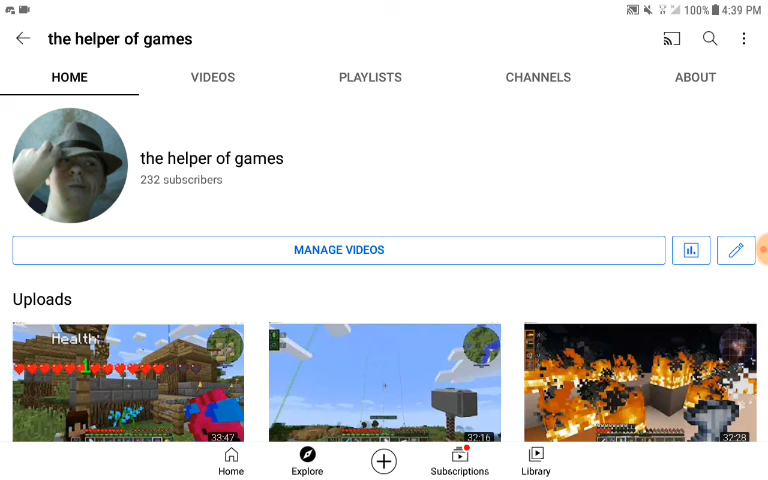 100% 4:39 PM
the helper of games
HOME VIDEOS PLAYLISTS CHANNELS ABOUT
the helper of games
232 subscribers
MANAGE VIDEOS
Uploads
Health:
1
33:47 32:16 32:28
Home Explore Subscriptions Library